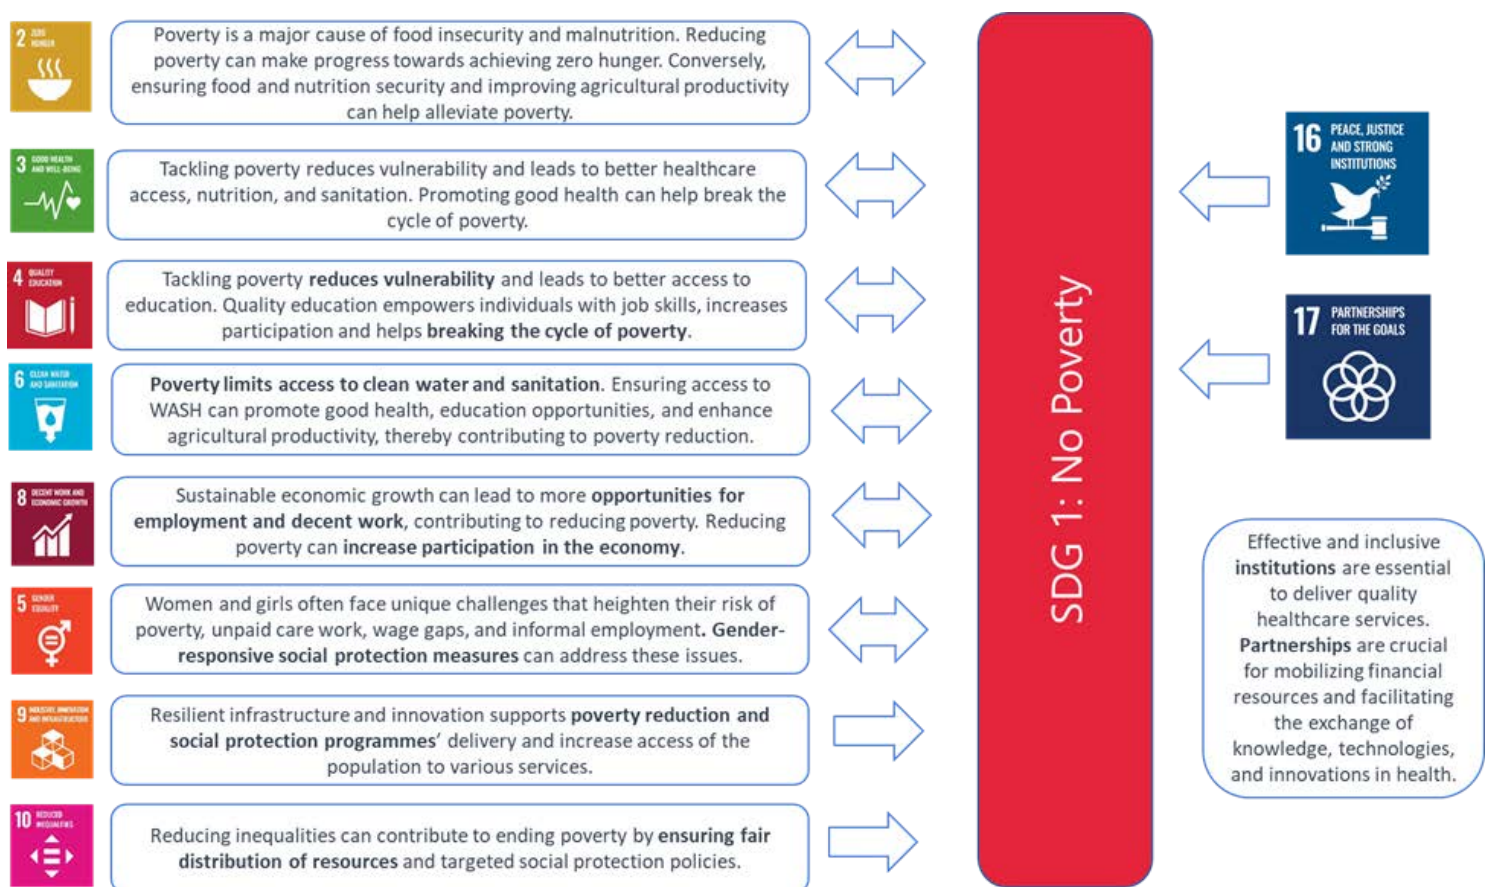 2 ZERO
HUNGER
Poverty is a major cause of food insecurity and malnutrition. Reducing
poverty can make progress towards achieving zero hunger. Conversely,
ensuring food and nutrition security and improving agricultural productivity
can help alleviate poverty.
3 GOOD HEALTH
AND WELL-BEING
Tackling poverty reduces vulnerability and leads to better healthcare
access, nutrition, and sanitation. Promoting good health can help break the
cycle of poverty.
4 QUALITY
EDUCATION
Tackling poverty reduces vulnerability and leads to better access to
education. Quality education empowers individuals with job skills, increases
participation and helps breaking the cycle of poverty.
6 CLEAN WATER
AND SANITATION
Poverty limits access to clean water and sanitation. Ensuring access to
WASH can promote good health, education opportunities, and enhance
agricultural productivity, thereby contributing to poverty reduction.
8 DECENT WORK AND
ECONOMIC GROWTH
Sustainable economic growth can lead to more opportunities for
employment and decent work, contributing to reducing poverty. Reducing
poverty can increase participation in the economy.
5 GENDER
EQUALITY
Women and girls often face unique challenges that heighten their risk of
poverty, unpaid care work, wage gaps, and informal employment. Gender-
responsive social protection measures can address these issues.
9 INDUSTRY, INNOVATION
AND INFRASTRUCTURE
Resilient infrastructure and innovation supports poverty reduction and
social protection programmes’ delivery and increase access of the
population to various services.
10 REDUCED
INEQUALITIES
Reducing inequalities can contribute to ending poverty by ensuring fair
distribution of resources and targeted social protection policies.
SDG 1: No Poverty
16 PEACE, JUSTICE
AND STRONG
INSTITUTIONS
17 PARTNERSHIPS
FOR THE GOALS
Effective and inclusive
institutions are essential
to deliver quality
healthcare services.
Partnerships are crucial
for mobilizing financial
resources and facilitating
the exchange of
knowledge, technologies,
and innovations in health.